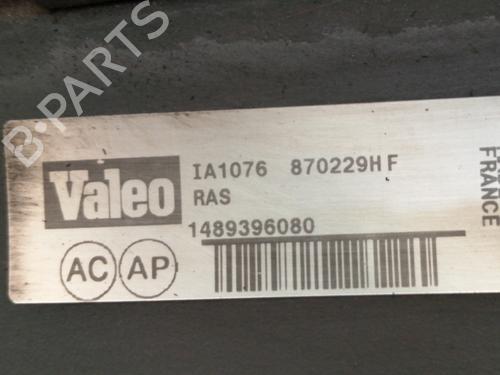 B-PARTS
Valeo
IA1076 870229H F
RAS
1489396080
AC AP
FRANCE